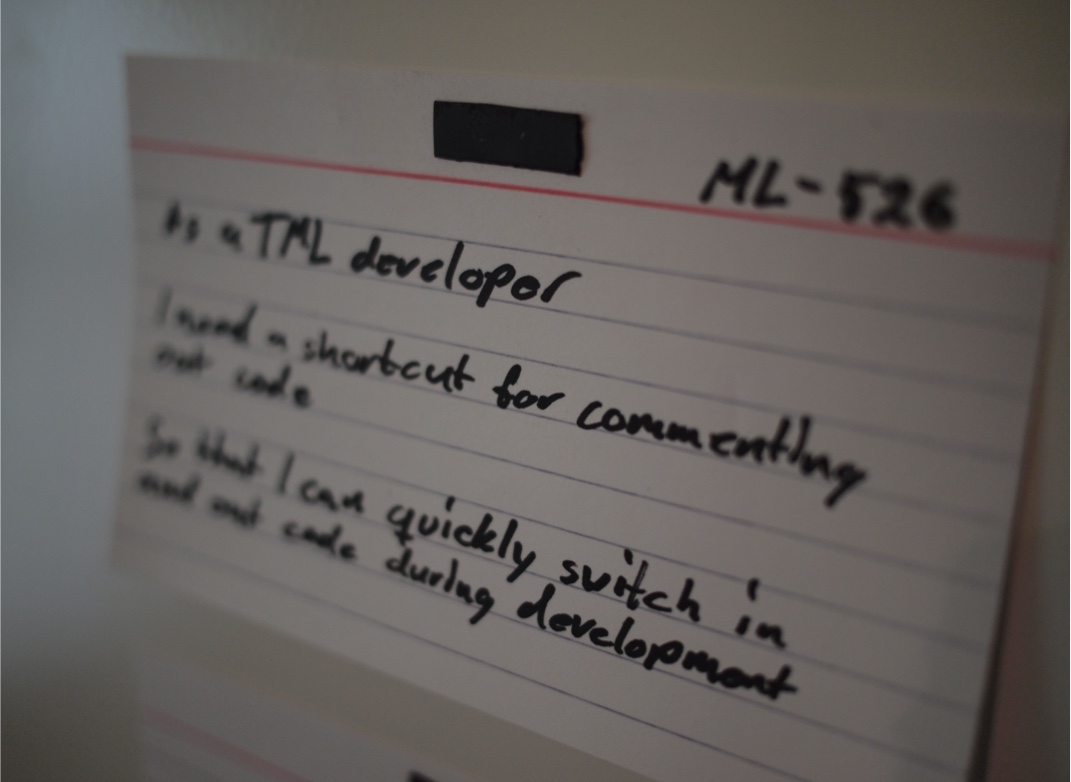 ML-526
As a TML developer
I need a shortcut for commenting
out code
So that I can quickly switch in
and out code during development